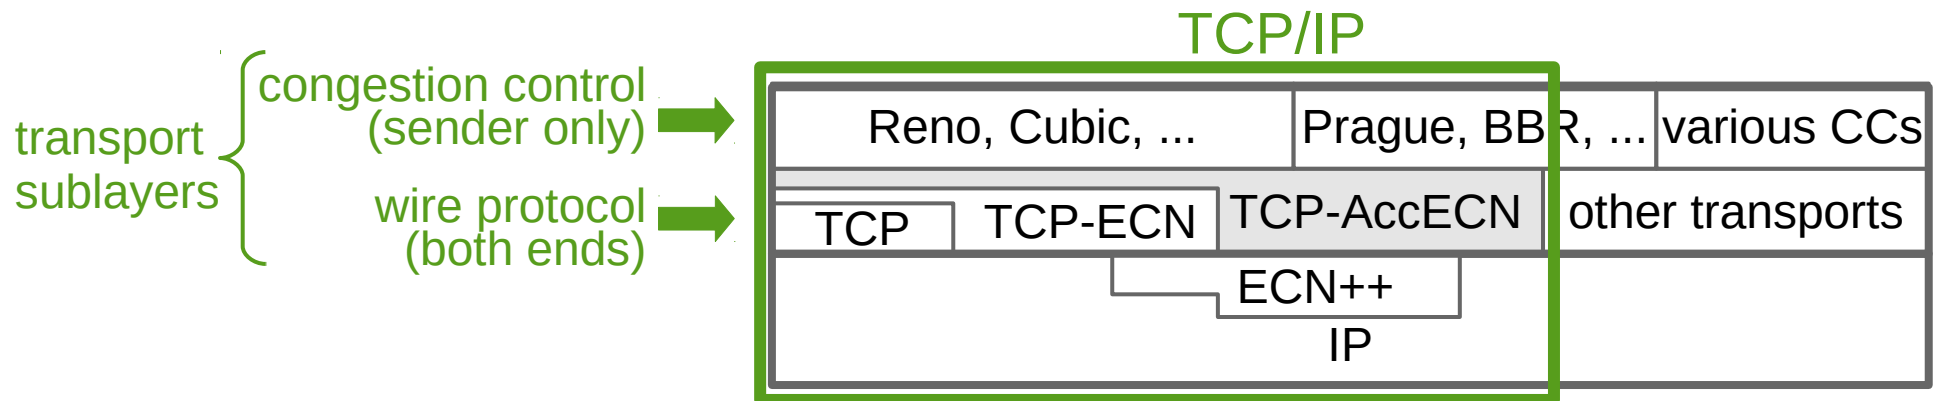 TCP/IP
transport
sublayers
congestion control
(sender only)
wire protocol
(both ends)
Reno, Cubic, ...
Prague, BBR, ...
various CCs
TCP
TCP-ECN
TCP-AccECN
other transports
ECN++
IP